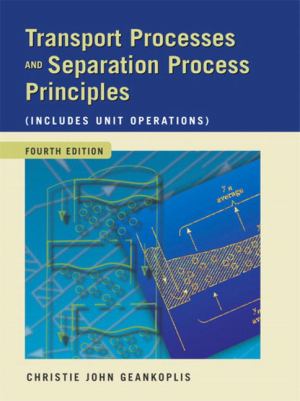 Transport Processes
AND Separation Process
Principles
(INCLUDES UNIT OPERATIONS)
FOURTH EDITION
y n
average
y n
average
CHRISTIE JOHN GEANKOPLIS